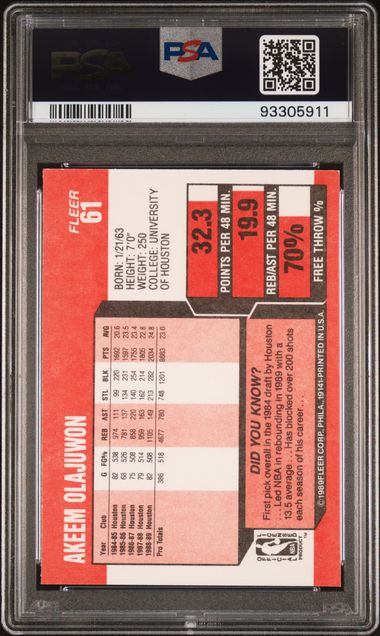 PSA
PSA
93305911
FLEER
61
AKEEM OLAJUWON
BORN: 1/21/63
HEIGHT: 7'0"
WEIGHT: 250
COLLEGE: UNIVERSITY
OF HOUSTON
Year Club G FG% REB AST STL BLK PTS AVG
1984-85 Houston 82 538 974 111 99 220 1692 20.6
1985-86 Houston 68 526 781 137 134 231 1597 23.5
1986-87 Houston 75 508 858 220 140 254 1755 23.4
1987-88 Houston 79 514 959 163 162 214 1805 22.8
1988-89 Houston 82 508 1105 149 213 282 2034 24.8
Pro Totals 386 518 4677 780 748 1201 8883 23.0
32.3
POINTS PER 48 MIN.
19.9
REB/AST PER 48 MIN.
70%
FREE THROW %
DID YOU KNOW?
First pick overall in the 1984 draft by Houston
... Led NBA in rebounding in 1989 with a
13.5 average... Has blocked over 200 shots
each season of his career...
©1989 FLEER CORP., PHILA., 19141-PRINTED IN U.S.A.
OFFICIAL
NBA
LICENSED